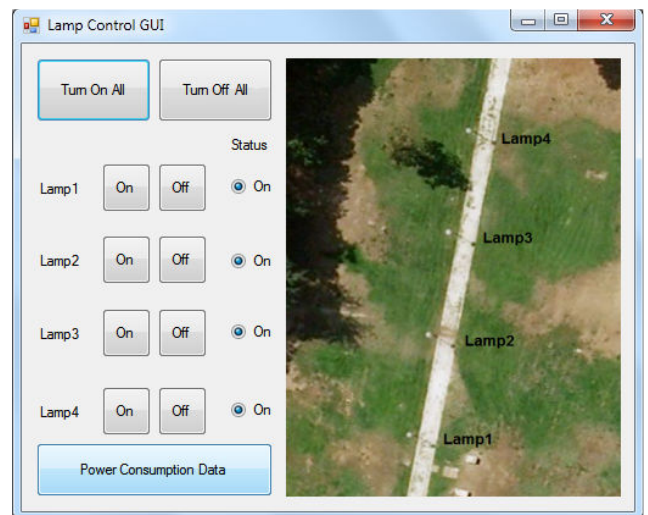 Lamp Control GUI
Turn On All Turn Off All
Status
Lamp1 On Off On
Lamp2 On Off On
Lamp3 On Off On
Lamp4 On Off On
Power Consumption Data
Lamp4
Lamp3
Lamp2
Lamp1